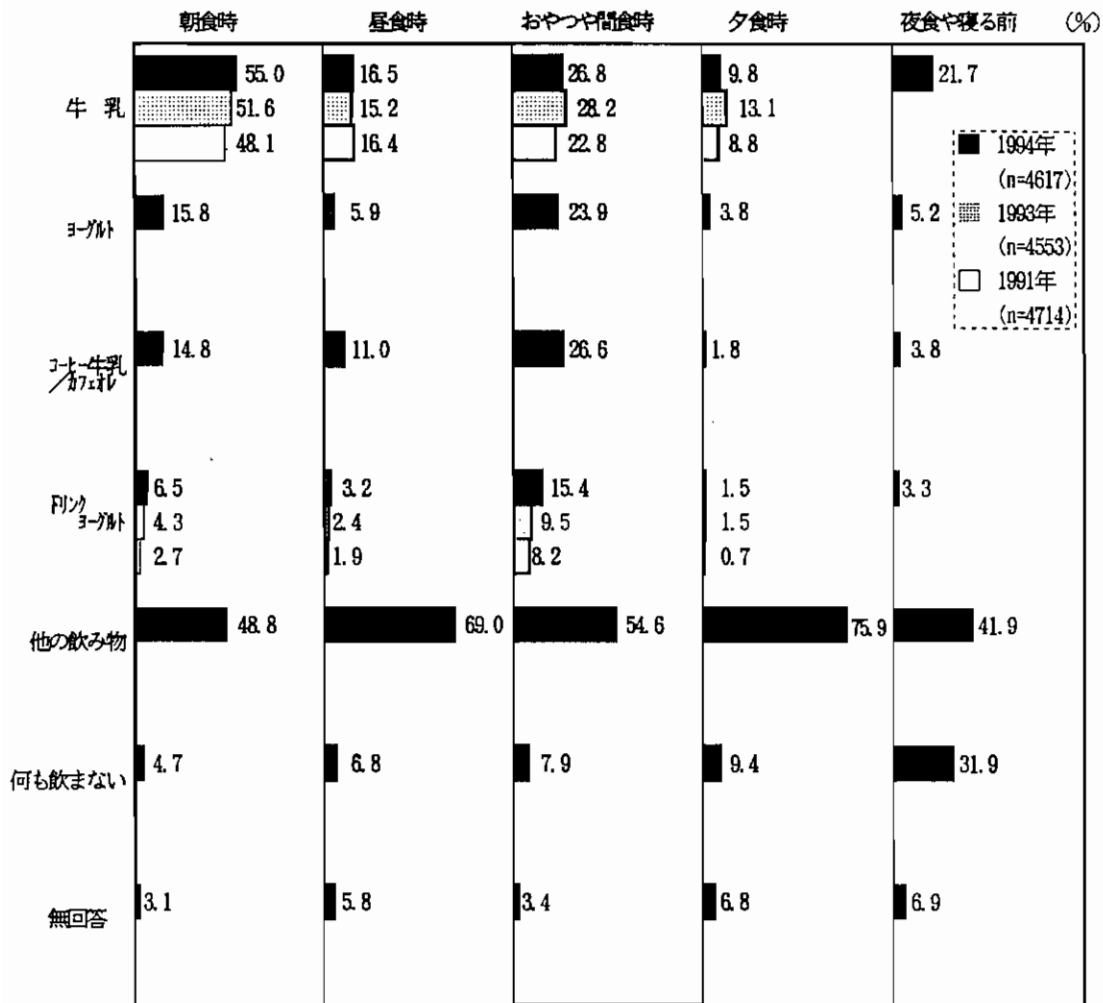 朝食時 昼食時 おやつや間食時 夕食時 夜食や寝る前 (%)
牛 乳
55.0 16.5 26.8 9.8 21.7
51.6 15.2 28.2 13.1
48.1 16.4 22.8 8.8
1994年
(n=4617)
1993年
(n=4553)
1991年
(n=4714)
ヨーグルト
15.8 5.9 23.9 3.8 5.2
コーヒー牛乳
/カフェオレ
14.8 11.0 26.6 1.8 3.8
ドリンク
ヨーグルト
6.5 3.2 15.4 1.5 3.3
4.3 2.4 9.5 1.5
2.7 1.9 8.2 0.7
他の飲み物
48.8 69.0 54.6 75.9 41.9
何も飲まない
4.7 6.8 7.9 9.4 31.9
無回答
3.1 5.8 3.4 6.8 6.9